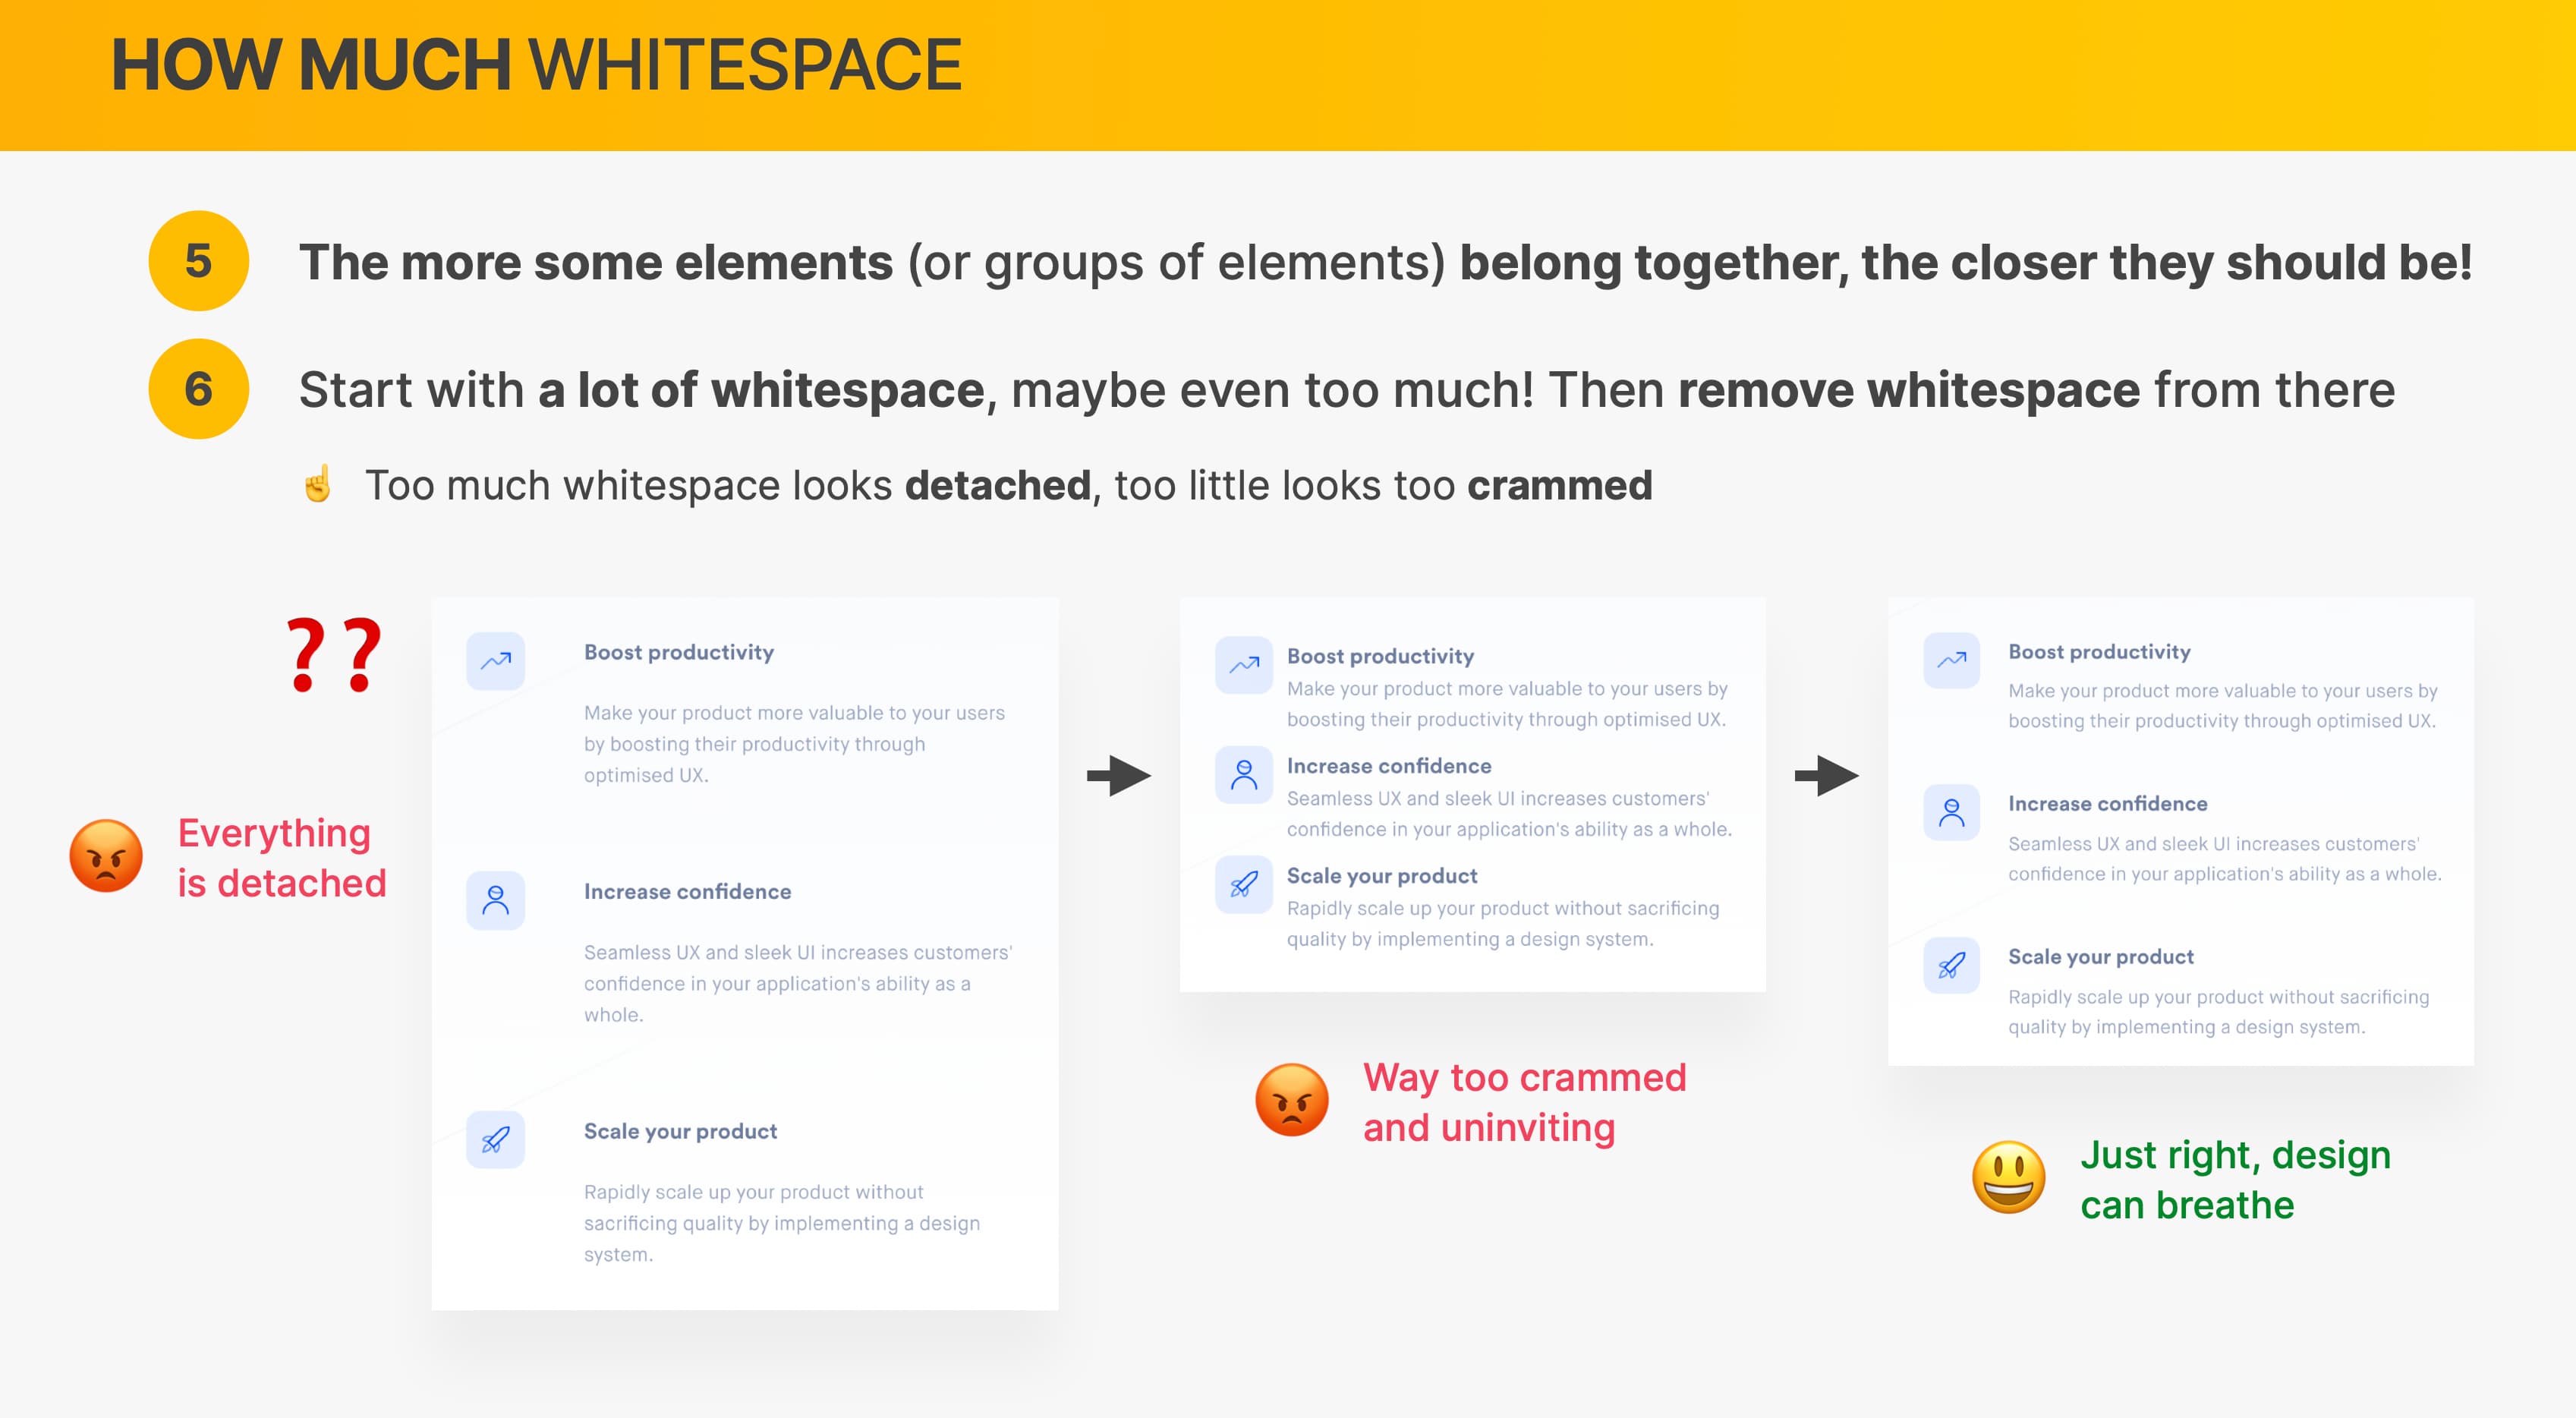 HOW MUCH WHITESPACE
5 The more some elements (or groups of elements) belong together, the closer they should be!
6 Start with a lot of whitespace, maybe even too much! Then remove whitespace from there
☝️ Too much whitespace looks detached, too little looks too crammed
??
Everything
is detached
Boost productivity
Make your product more valuable to your users
by boosting their productivity through
optimised UX.
Increase confidence
Seamless UX and sleek UI increases customers'
confidence in your application's ability as a
whole.
Scale your product
Rapidly scale up your product without
sacrificing quality by implementing a design
system.
Boost productivity
Make your product more valuable to your users by
boosting their productivity through optimised UX.
Increase confidence
Seamless UX and sleek UI increases customers'
confidence in your application's ability as a whole.
Scale your product
Rapidly scale up your product without sacrificing
quality by implementing a design system.
Way too crammed
and uninviting
Boost productivity
Make your product more valuable to your users by
boosting their productivity through optimised UX.
Increase confidence
Seamless UX and sleek UI increases customers'
confidence in your application's ability as a whole.
Scale your product
Rapidly scale up your product without sacrificing
quality by implementing a design system.
Just right, design
can breathe